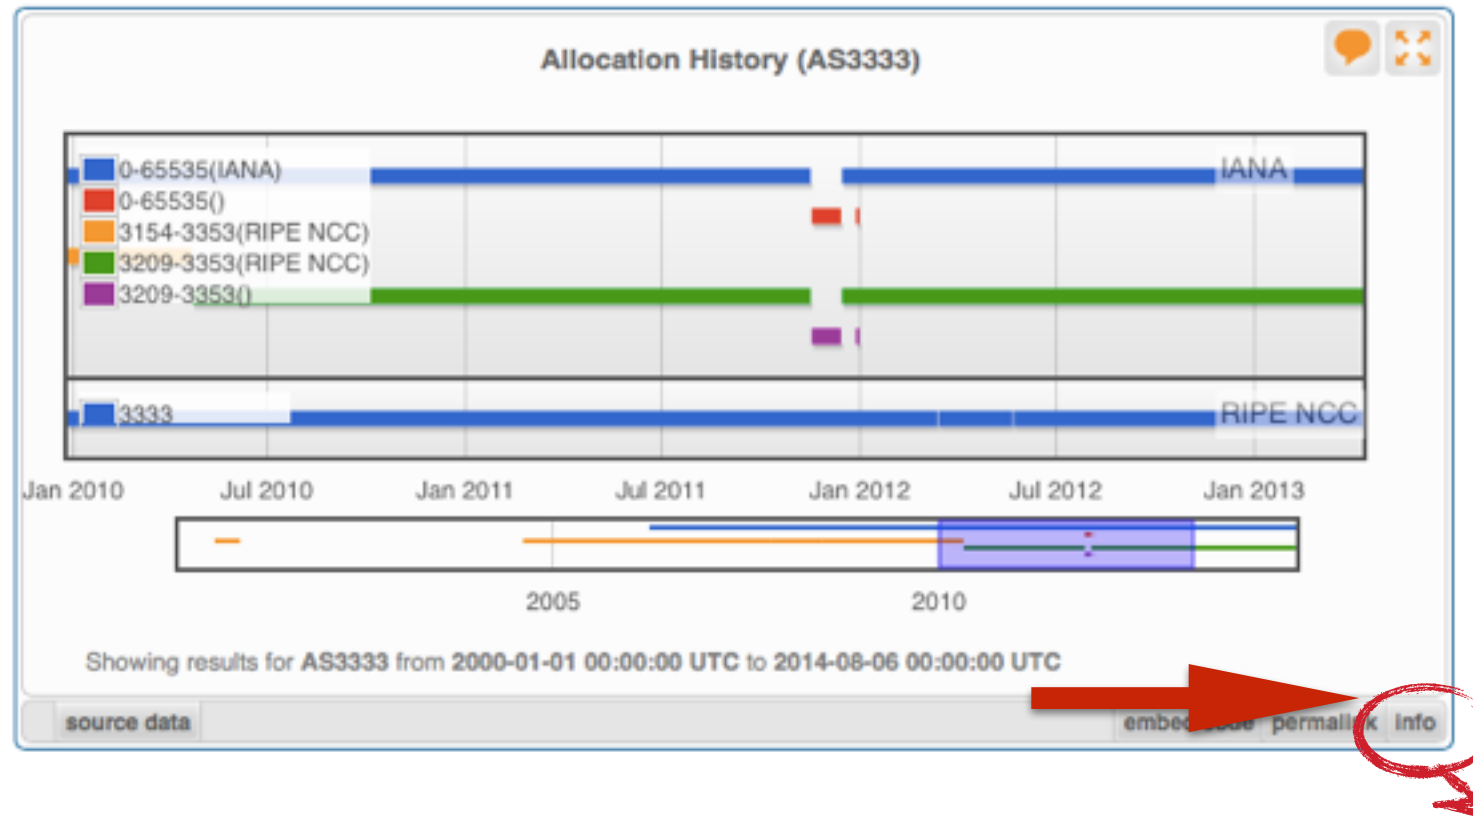 Allocation History (AS3333)
0-65535(IANA)
IANA
0-65535()
3154-3353(RIPE NCC)
3209-3353(RIPE NCC)
3209-3353()
3333
RIPE NCC
Jan 2010 Jul 2010 Jan 2011 Jul 2011 Jan 2012 Jul 2012 Jan 2013
2005 2010
Showing results for AS3333 from 2000-01-01 00:00:00 UTC to 2014-08-06 00:00:00 UTC
source data embed code permalink info